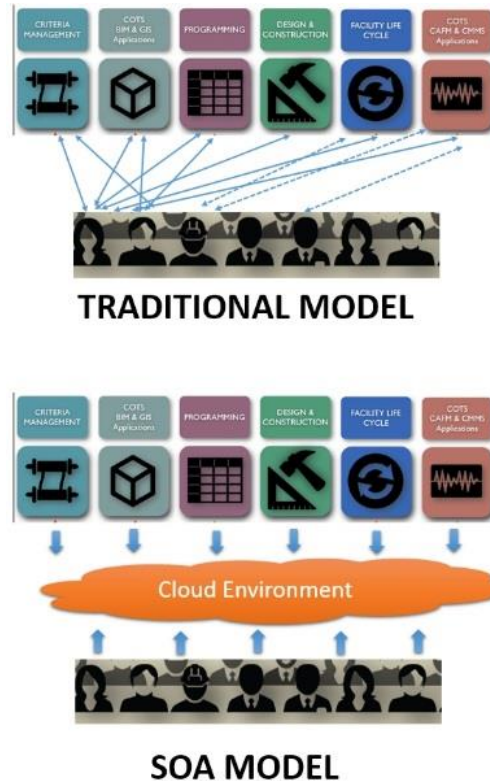 CRITERIA
MANAGEMENT
COTS
BIM & GIS
Applications
PROGRAMMING
DESIGN &
CONSTRUCTION
FACILITY LIFE
CYCLE
COTS
CAFM & CMMS
Applications
TRADITIONAL MODEL
CRITERIA
MANAGEMENT
COTS
BIM & GIS
Applications
PROGRAMMING
DESIGN &
CONSTRUCTION
FACILITY LIFE
CYCLE
COTS
CAFM & CMMS
Applications
Cloud Environment
SOA MODEL